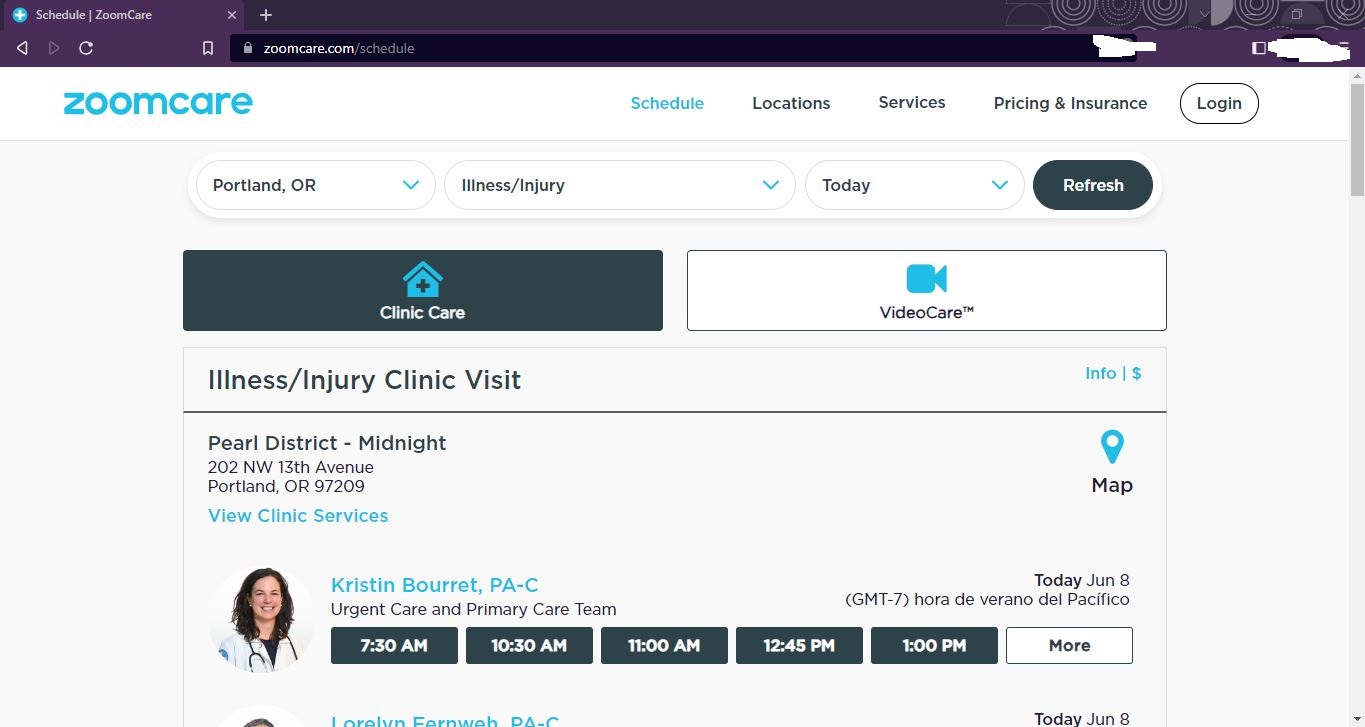 Schedule | ZoomCare
zoomcare.com/schedule
zoomcare
Schedule
Locations
Services
Pricing & Insurance
Login
Portland, OR
Illness/Injury
Today
Refresh
Clinic Care
VideoCare™
Illness/Injury Clinic Visit
Info | $
Pearl District - Midnight
202 NW 13th Avenue
Portland, OR 97209
View Clinic Services
Map
Kristin Bourret, PA-C
Urgent Care and Primary Care Team
Today Jun 8
(GMT-7) hora de verano del Pacífico
7:30 AM
10:30 AM
11:00 AM
12:45 PM
1:00 PM
More
Lorelyn Fernweh, PA-C
Today Jun 8